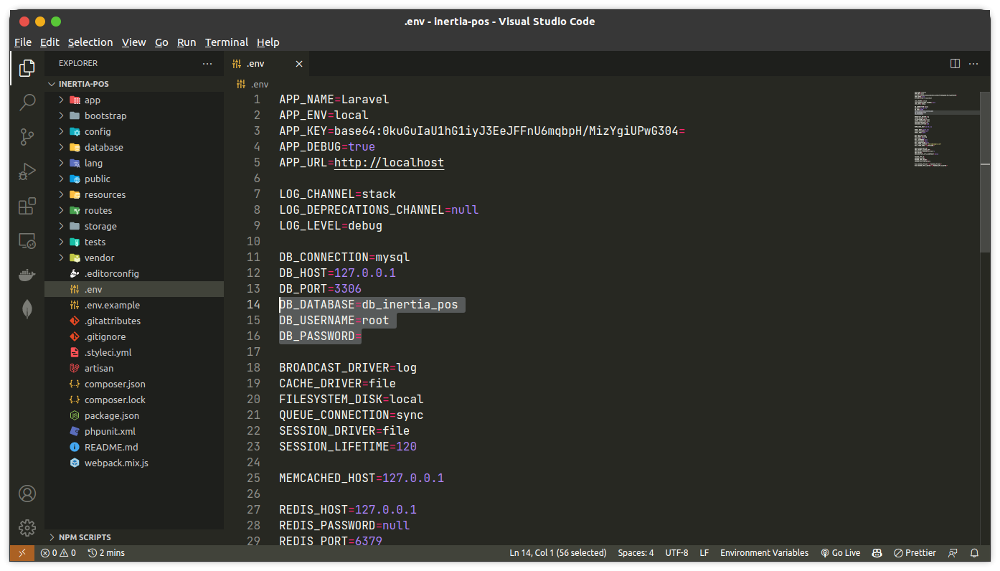 .env - inertia-pos - Visual Studio Code
File Edit Selection View Go Run Terminal Help
EXPLORER
.env
INERTIA-POS
app
bootstrap
config
database
lang
public
resources
routes
storage
tests
vendor
.editorconfig
.env
.env.example
.gitattributes
.gitignore
.styleci.yml
artisan
composer.json
composer.lock
package.json
phpunit.xml
README.md
webpack.mix.js
NPM SCRIPTS
.env
1 APP_NAME=Laravel
2 APP_ENV=local
3 APP_KEY=base64:0kuGuIaU1hG1iyJ3EeJFFnU6mqbpH/MizYgiUPwG304=
4 APP_DEBUG=true
5 APP_URL=http://localhost
6
7 LOG_CHANNEL=stack
8 LOG_DEPRECATIONS_CHANNEL=null
9 LOG_LEVEL=debug
10
11 DB_CONNECTION=mysql
12 DB_HOST=127.0.0.1
13 DB_PORT=3306
14 DB_DATABASE=db_inertia_pos
15 DB_USERNAME=root
16 DB_PASSWORD=
17
18 BROADCAST_DRIVER=log
19 CACHE_DRIVER=file
20 FILESYSTEM_DISK=local
21 QUEUE_CONNECTION=sync
22 SESSION_DRIVER=file
23 SESSION_LIFETIME=120
24
25 MEMCACHED_HOST=127.0.0.1
26
27 REDIS_HOST=127.0.0.1
28 REDIS_PASSWORD=null
29 REDIS_PORT=6379
0 0 2 mins Ln 14, Col 1 (56 selected) Spaces: 4 UTF-8 LF Environment Variables Go Live Prettier